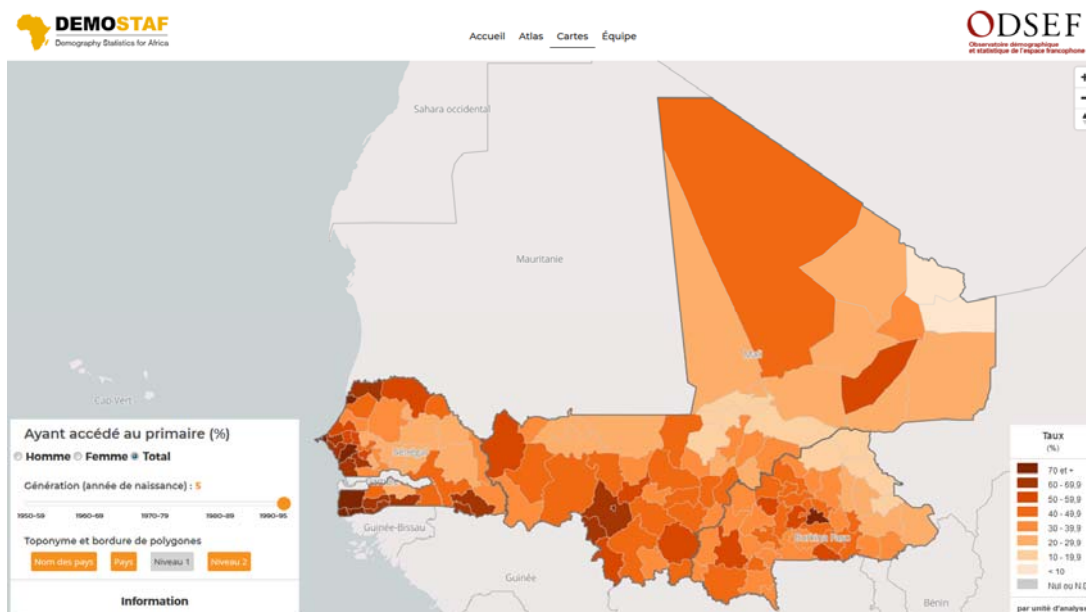 DEMOSTAF
Demography Statistics for Africa
Accueil Atlas Cartes Équipe
ODSEF
Observatoire démographique
et statistique de l'espace francophone
Sahara occidental
Mauritanie
Mali
Cap-Vert
Sénégal
Gambie
Guinée-Bissau
Guinée
Burkina Faso
Bénin
Ayant accédé au primaire (%)
Homme Femme Total
Génération (année de naissance) : 5
1950-59 1960-69 1970-79 1980-89 1990-95
Toponyme et bordure de polygones
Nom des pays Pays Niveau 1 Niveau 2
Information
Taux
(%)
70 et +
60 - 69,9
50 - 59,9
40 - 49,9
30 - 39,9
20 - 29,9
10 - 19,9
< 10
Nul ou N.D
par unité d'analyse